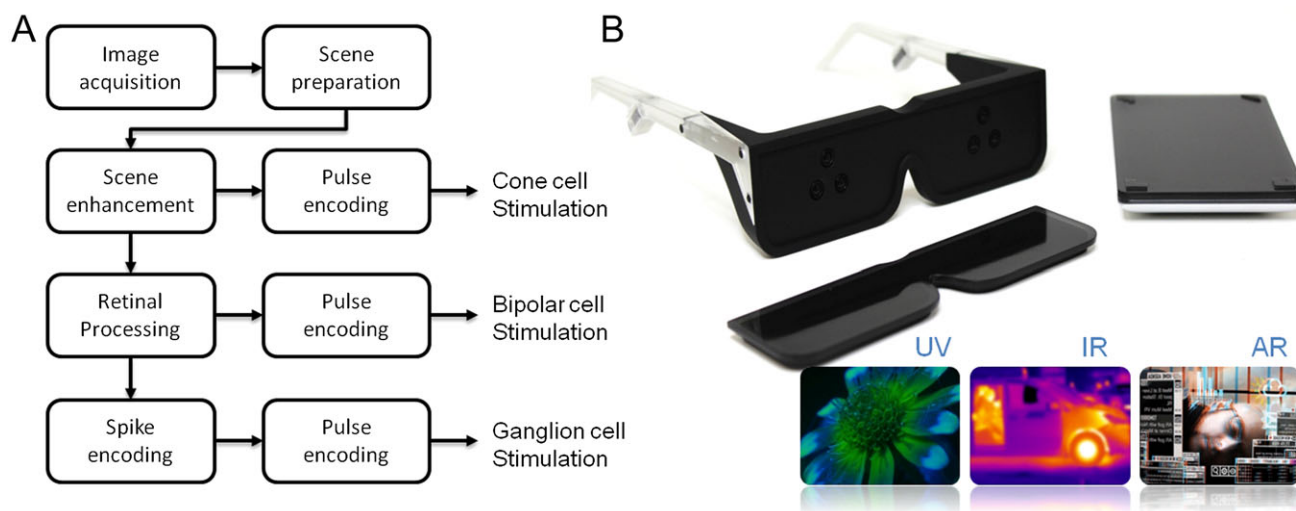 A
Image
acquisition
Scene
preparation
Scene
enhancement
Pulse
encoding
Cone cell
Stimulation
Retinal
Processing
Pulse
encoding
Bipolar cell
Stimulation
Spike
encoding
Pulse
encoding
Ganglion cell
Stimulation
B
UV
IR
AR